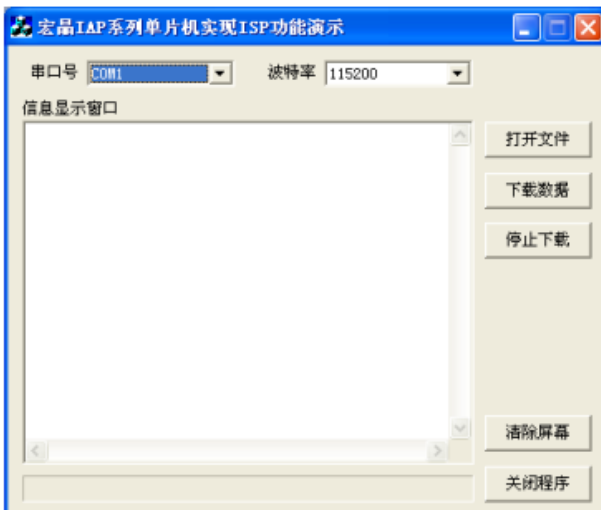 宏晶IAP系列单片机实现ISP功能演示
串口号 COM1 波特率 115200
信息显示窗口
打开文件
下载数据
停止下载
清除屏幕
关闭程序